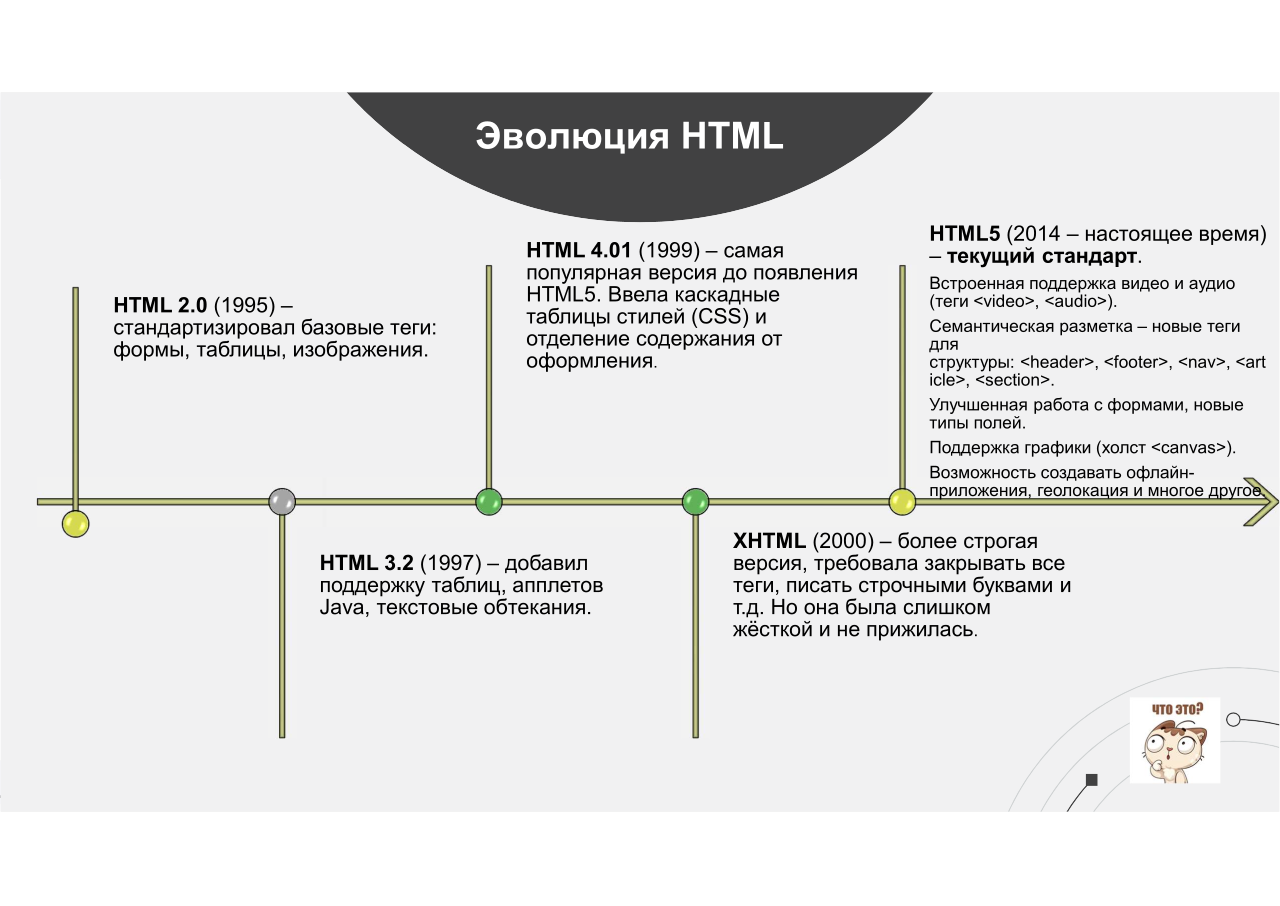 Эволюция HTML
HTML 2.0 (1995) –
стандартизировал базовые теги:
формы, таблицы, изображения.
HTML 3.2 (1997) – добавил
поддержку таблиц, апплетов
Java, текстовые обтекания.
HTML 4.01 (1999) – самая
популярная версия до появления
HTML5. Ввела каскадные
таблицы стилей (CSS) и
отделение содержания от
оформления.
XHTML (2000) – более строгая
версия, требовала закрывать все
теги, писать строчными буквами и
т.д. Но она была слишком
жёсткой и не прижилась.
HTML5 (2014 – настоящее время)
– текущий стандарт.
Встроенная поддержка видео и аудио
(теги <video>, <audio>).
Семантическая разметка – новые теги
для
структуры: <header>, <footer>, <nav>, <art
icle>, <section>.
Улучшенная работа с формами, новые
типы полей.
Поддержка графики (холст <canvas>).
Возможность создавать офлайн-
приложения, геолокация и многое другое.
ЧТО ЭТО?